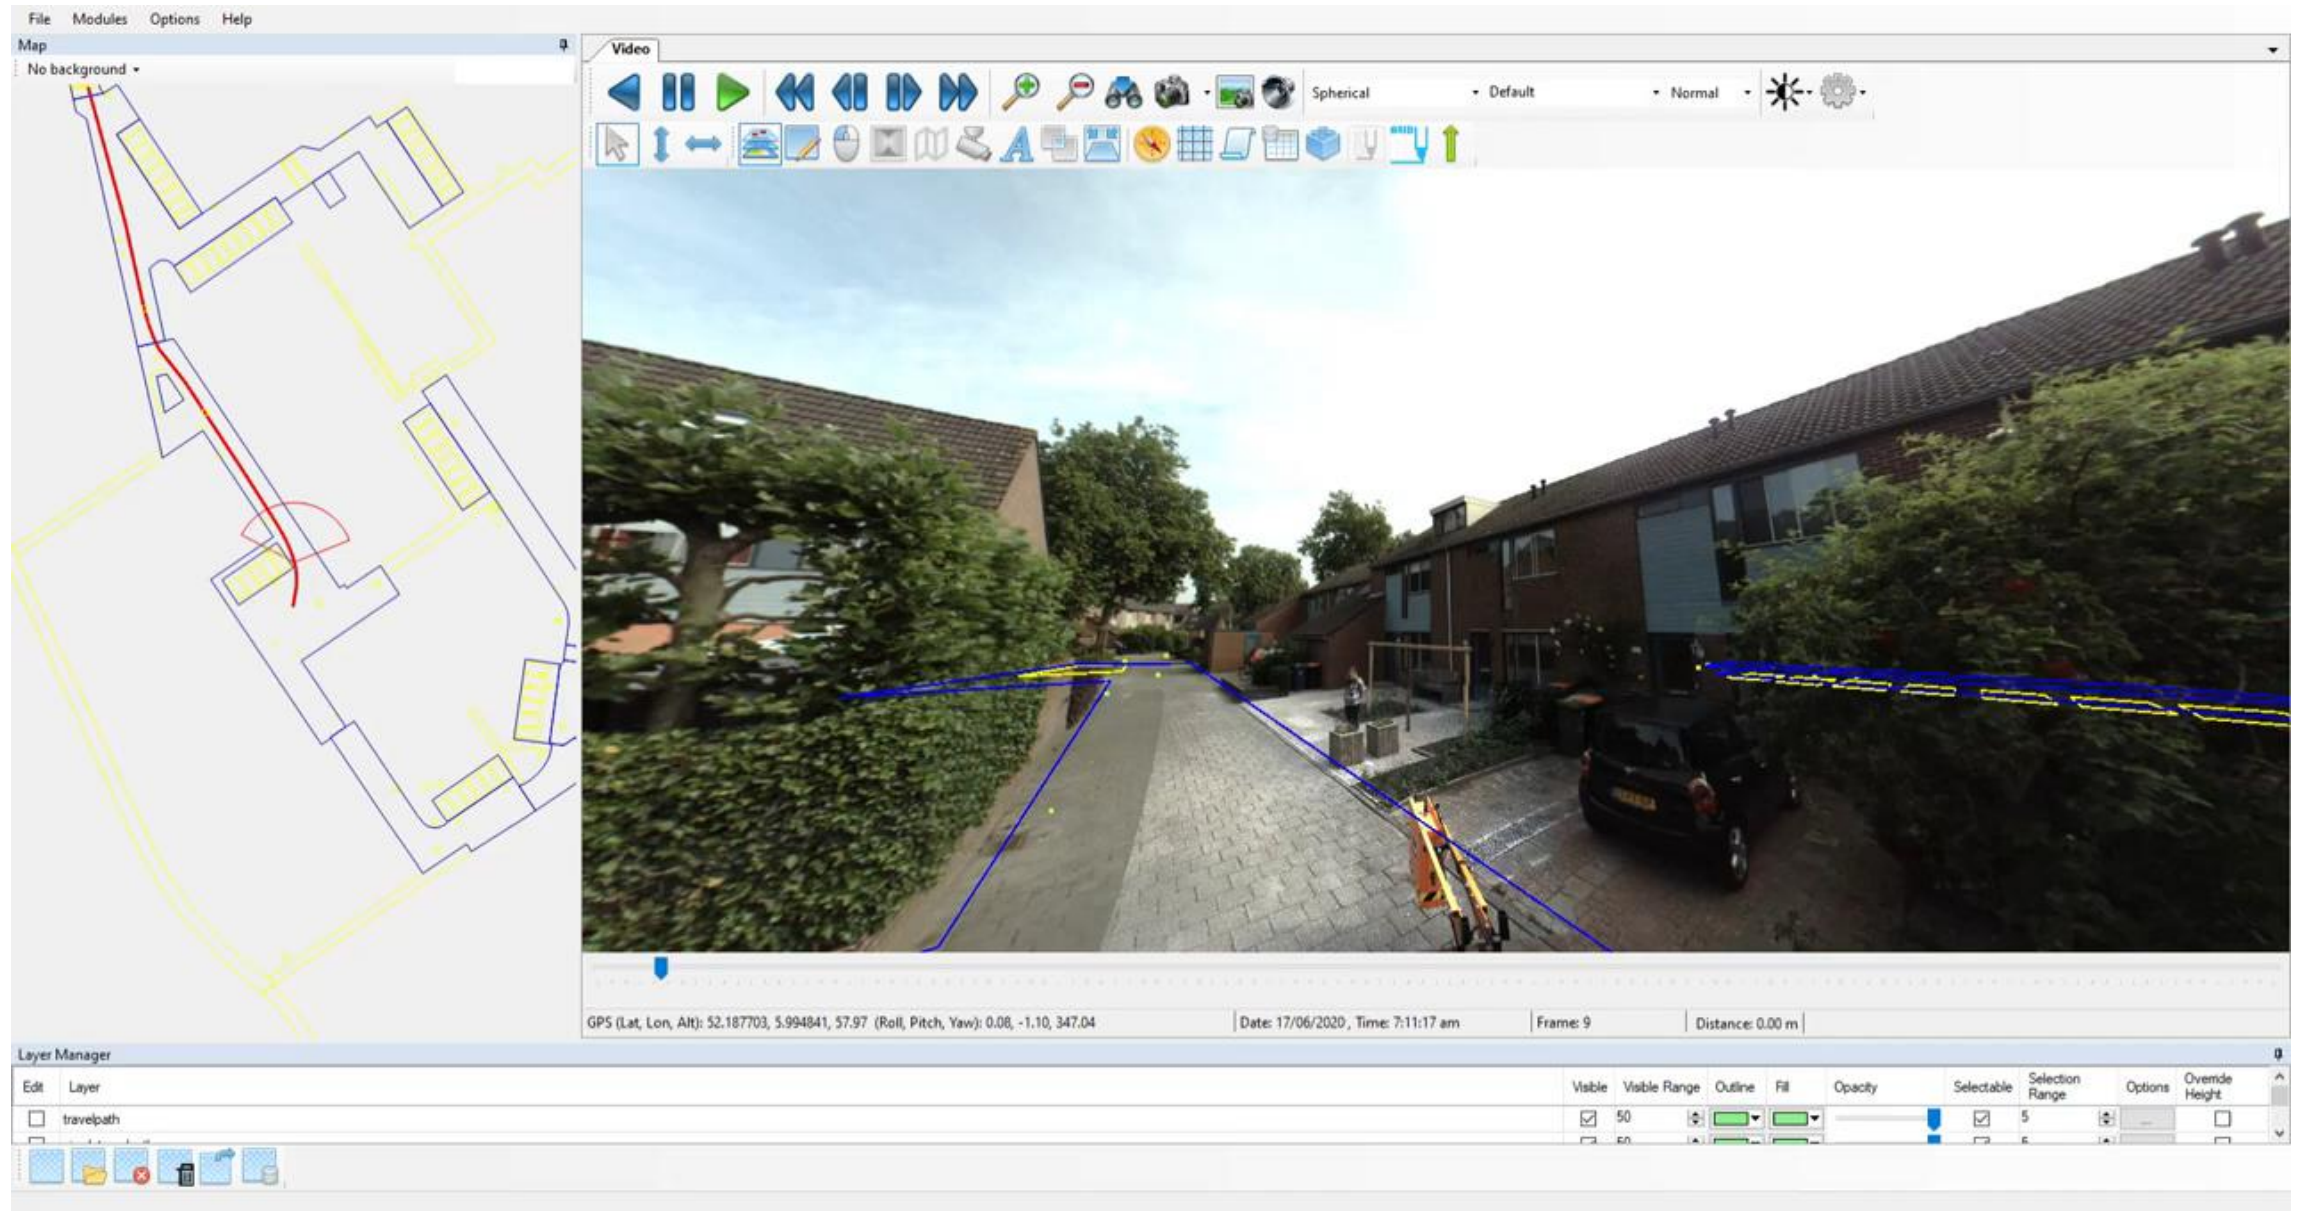 File Modules Options Help
Map
No background
Video
Spherical Default Normal
GRID
GPS (Lat, Lon, Alt): 52.187703, 5.994841, 57.97 (Roll, Pitch, Yaw): 0.08, -1.10, 347.04 Date: 17/06/2020 , Time: 7:11:17 am Frame: 9 Distance: 0.00 m
Layer Manager
Edit Layer Visible Visible Range Outline Fill Opacity Selectable Selection Range Options Override Height
travelpath 50 5 ...